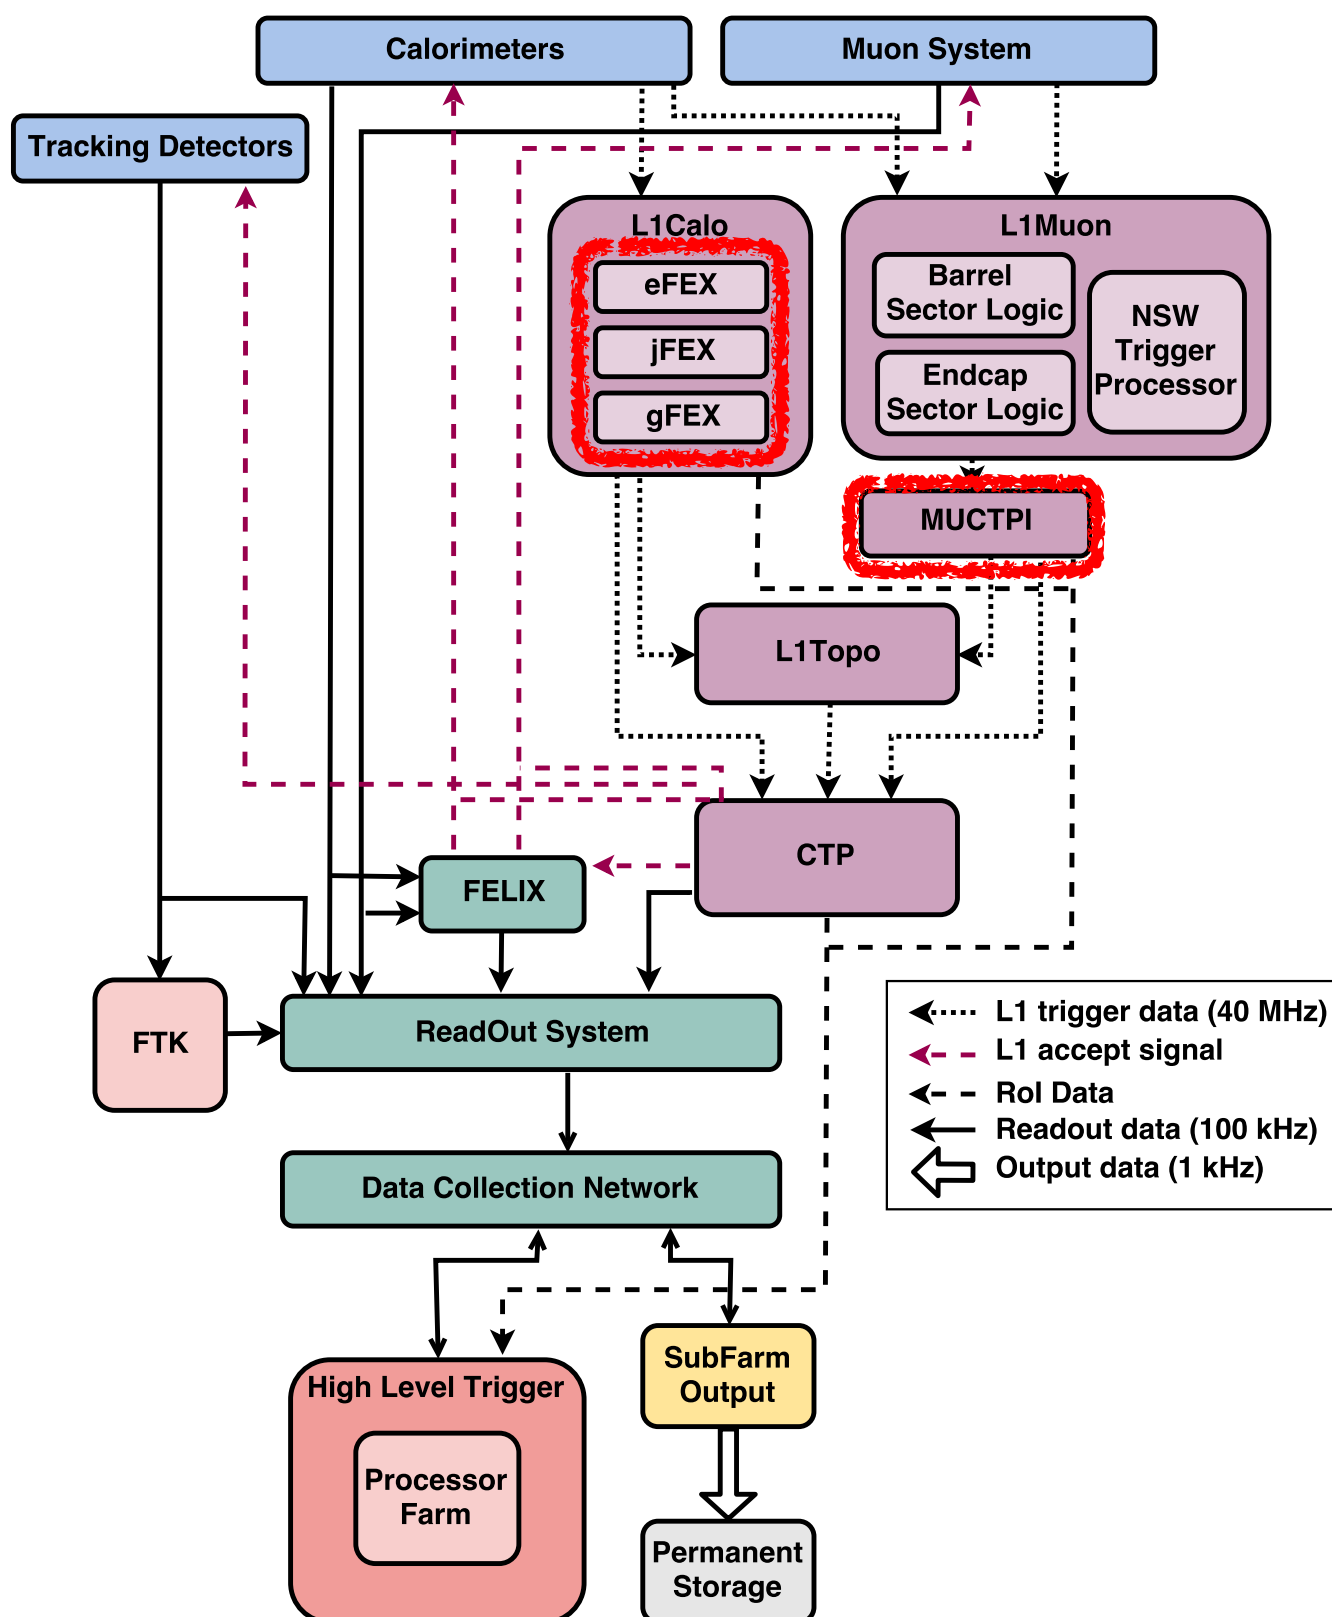 Calorimeters
Muon System
Tracking Detectors
L1Calo
eFEX
jFEX
gFEX
L1Muon
Barrel
Sector Logic
Endcap
Sector Logic
NSW
Trigger
Processor
MUCTPI
L1Topo
CTP
FELIX
FTK
ReadOut System
L1 trigger data (40 MHz)
L1 accept signal
RoI Data
Readout data (100 kHz)
Output data (1 kHz)
Data Collection Network
High Level Trigger
Processor
Farm
SubFarm
Output
Permanent
Storage